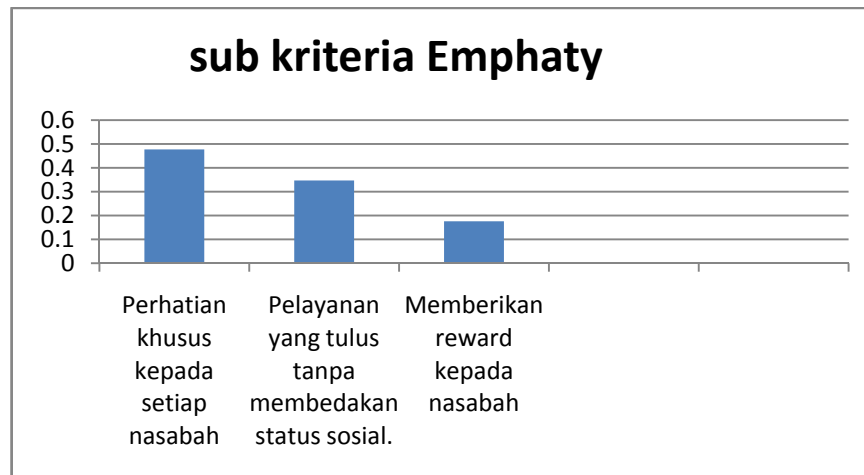 sub kriteria Emphaty
0.6
0.5
0.4
0.3
0.2
0.1
0
Perhatian
khusus
kepada
setiap
nasabah
Pelayanan
yang tulus
tanpa
membedakan
status sosial.
Memberikan
reward
kepada
nasabah